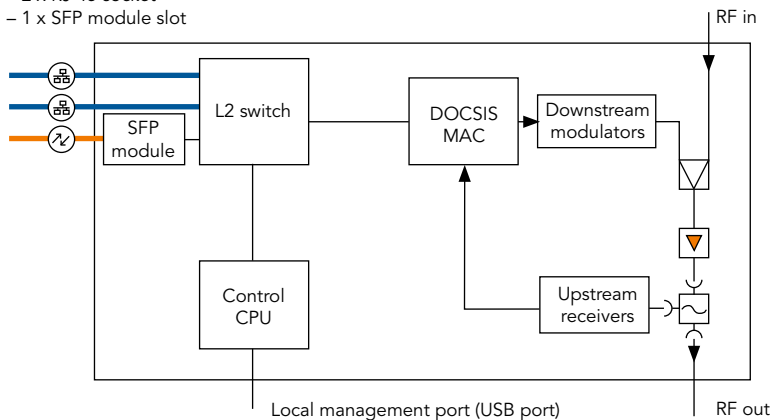 – 1 x SFP module slot
RF in
L2 switch
SFP
module
DOCSIS
MAC
Downstream
modulators
Control
CPU
Upstream
receivers
Local management port (USB port)
RF out